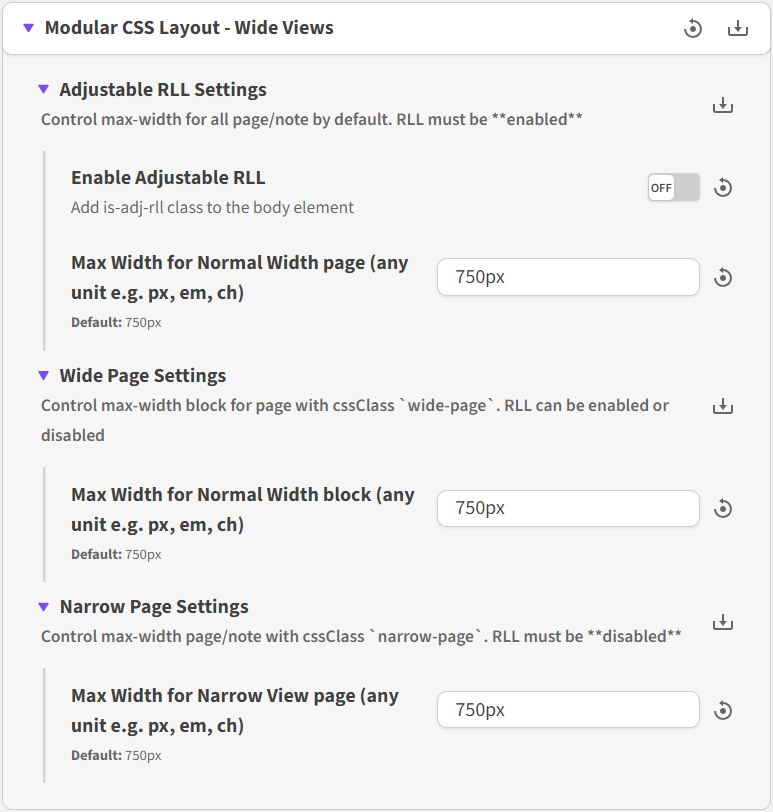 Modular CSS Layout - Wide Views
Adjustable RLL Settings
Control max-width for all page/note by default. RLL must be **enabled**
Enable Adjustable RLL
OFF
Add is-adj-rll class to the body element
Max Width for Normal Width page (any
unit e.g. px, em, ch)
750px
Default: 750px
Wide Page Settings
Control max-width block for page with cssClass `wide-page`. RLL can be enabled or
disabled
Max Width for Normal Width block (any
unit e.g. px, em, ch)
750px
Default: 750px
Narrow Page Settings
Control max-width page/note with cssClass `narrow-page`. RLL must be **disabled**
Max Width for Narrow View page (any
unit e.g. px, em, ch)
750px
Default: 750px